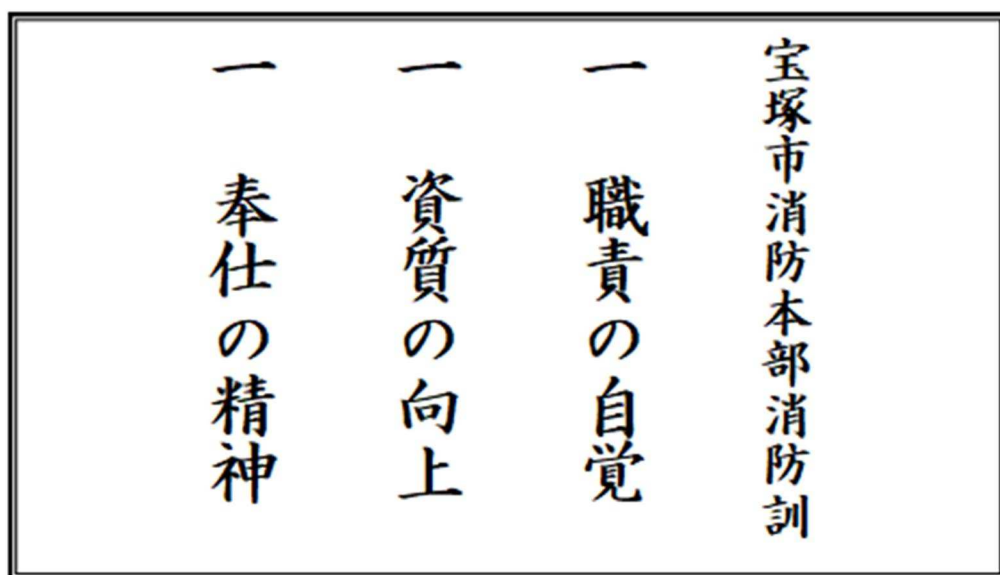 宝塚市消防本部消防訓
一 職責の自覚
一 資質の向上
一 奉仕の精神